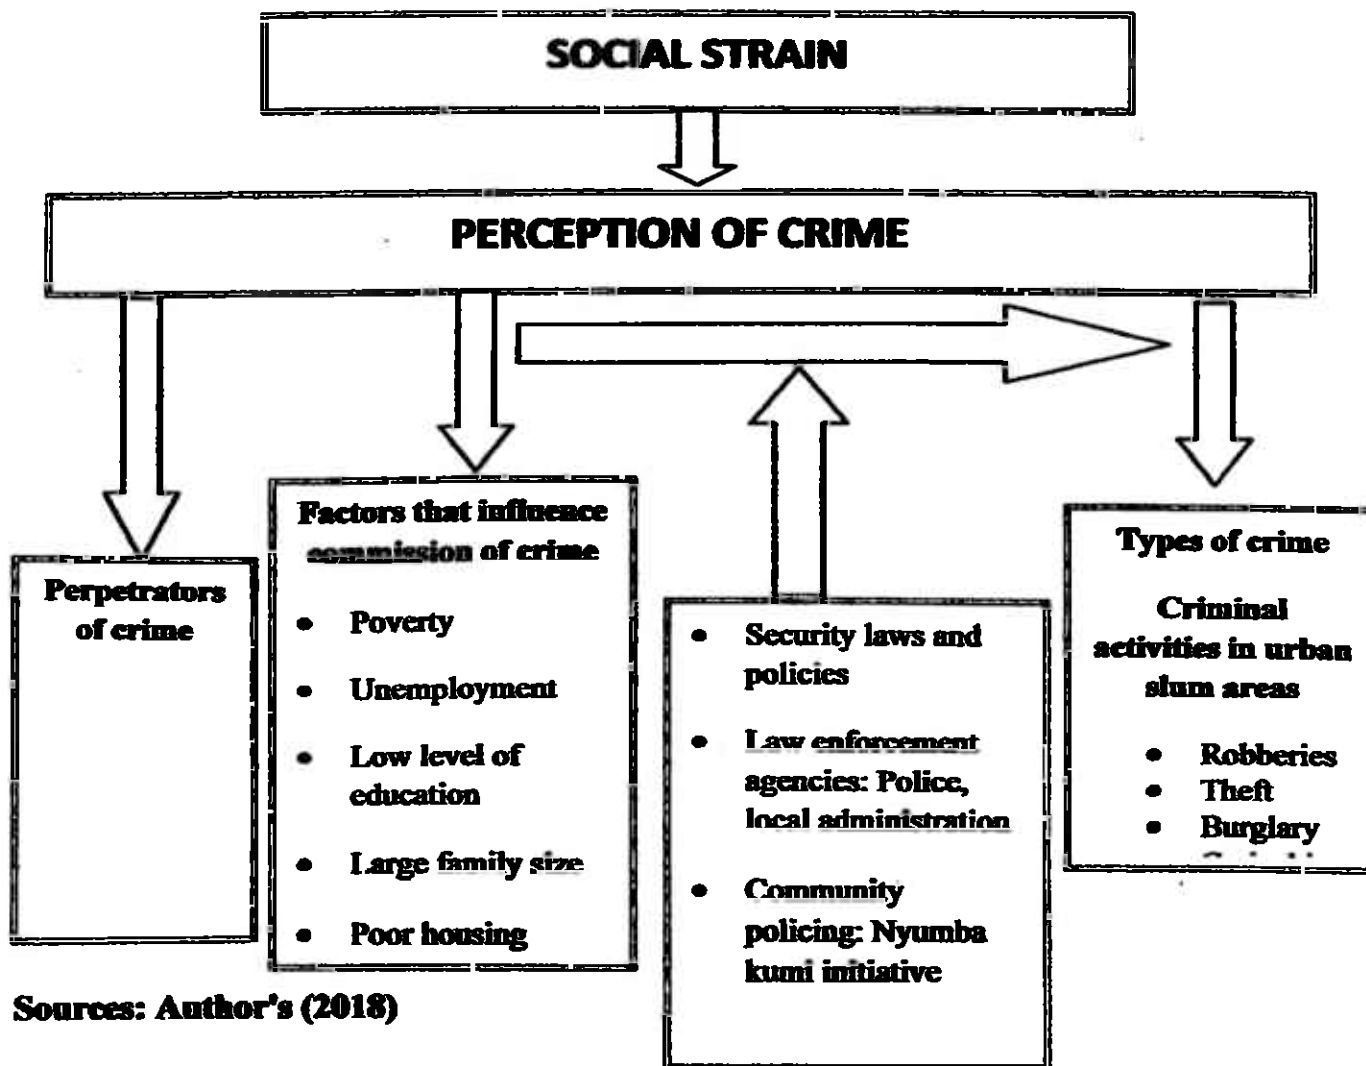 SOCIAL STRAIN
PERCEPTION OF CRIME
Perpetrators
of crime
Factors that influence
commission of crime
• Poverty
• Unemployment
• Low level of
education
• Large family size
• Poor housing
• Security laws and
policies
• Law enforcement
agencies: Police,
local administration
• Community
policing: Nyumba
kumi initiative
Types of crime
Criminal
activities in urban
slum areas
• Robberies
• Theft
• Burglary
Sources: Author's (2018)